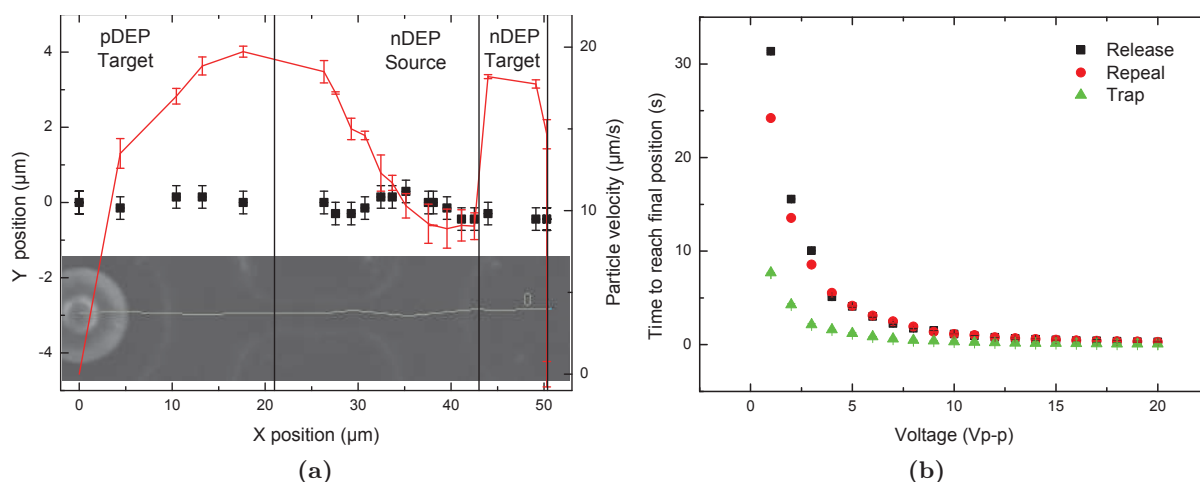 pDEP
Target
nDEP
Source
nDEP
Target
4
2
0
-2
-4
Y position (µm)
20
10
0
Particle velocity (µm/s)
0
10
20
30
40
50
X position (µm)
(a)
Release
Repeal
Trap
30
20
10
0
Time to reach final position (s)
0
5
10
15
20
Voltage (Vp-p)
(b)